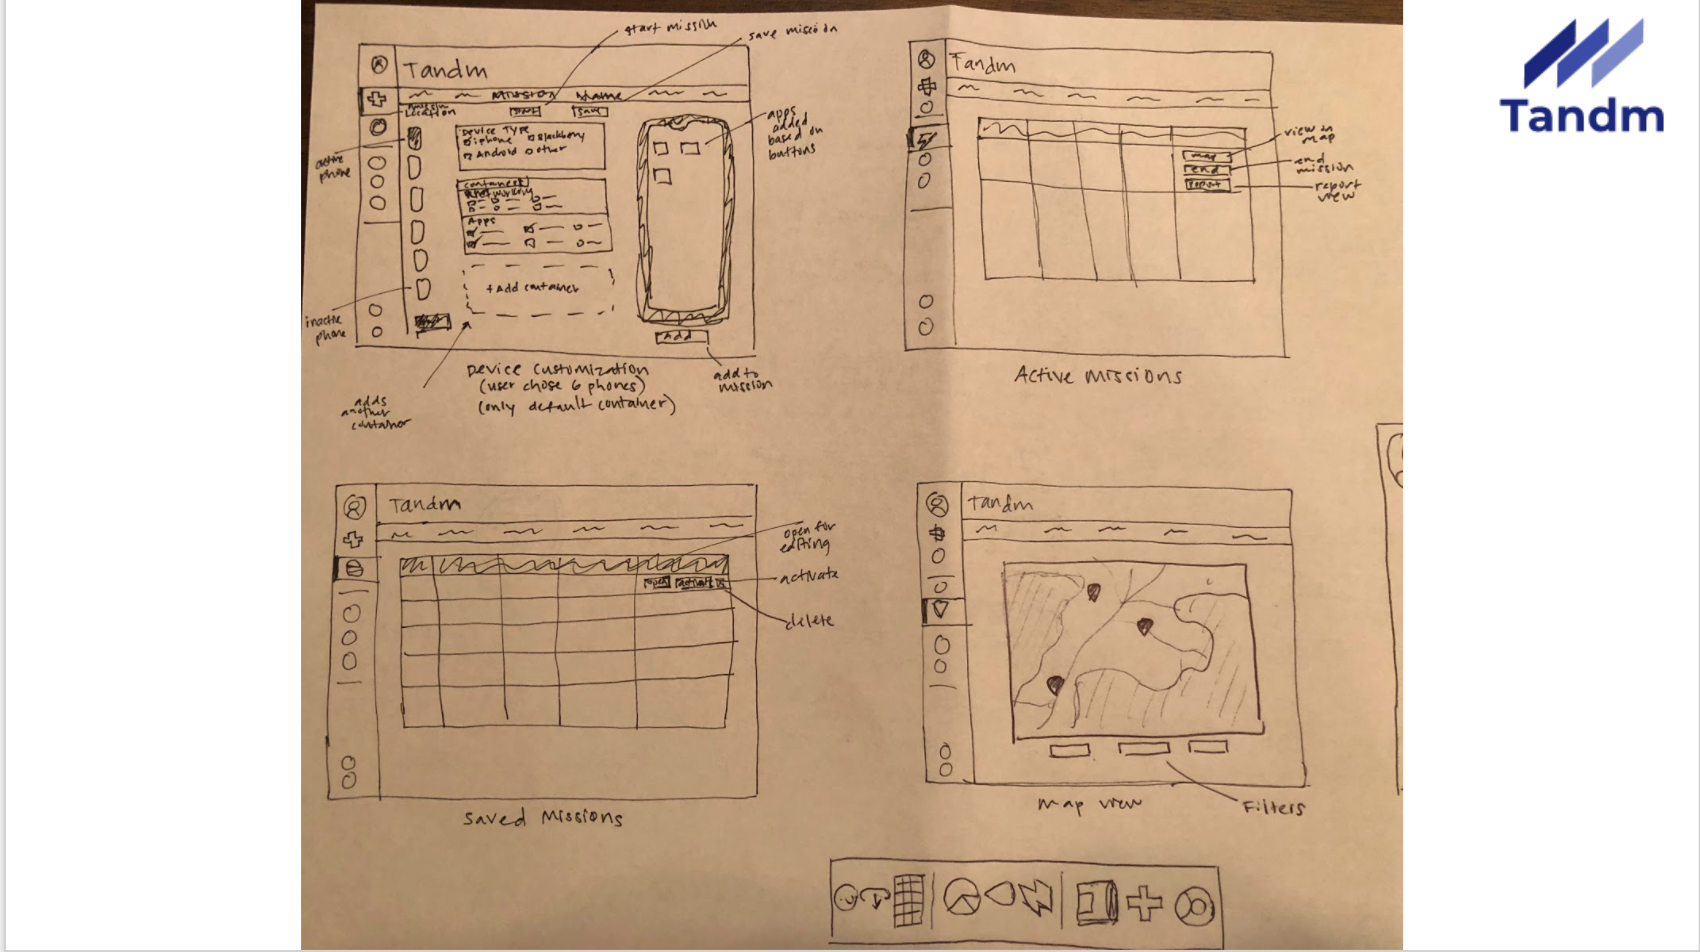 start mission
save mission
Tandm
Mission Name
Mission
Location
Start
Save
Device Type
iphone Blackberry
Android other
active
phone
container 1
Networking
Apps
+ Add container
inactive
phone
Add
apps
added
based on
buttons
add to
mission
adds
another
container
Device Customization
(user chose 6 phones)
(only default container)
Tandm
map
end
report
view in
map
end
mission
report
view
Active Missions
Tandm
Tandm
open
activate
x
open for
editing
activate
delete
Saved Missions
Tandm
map view
Filters